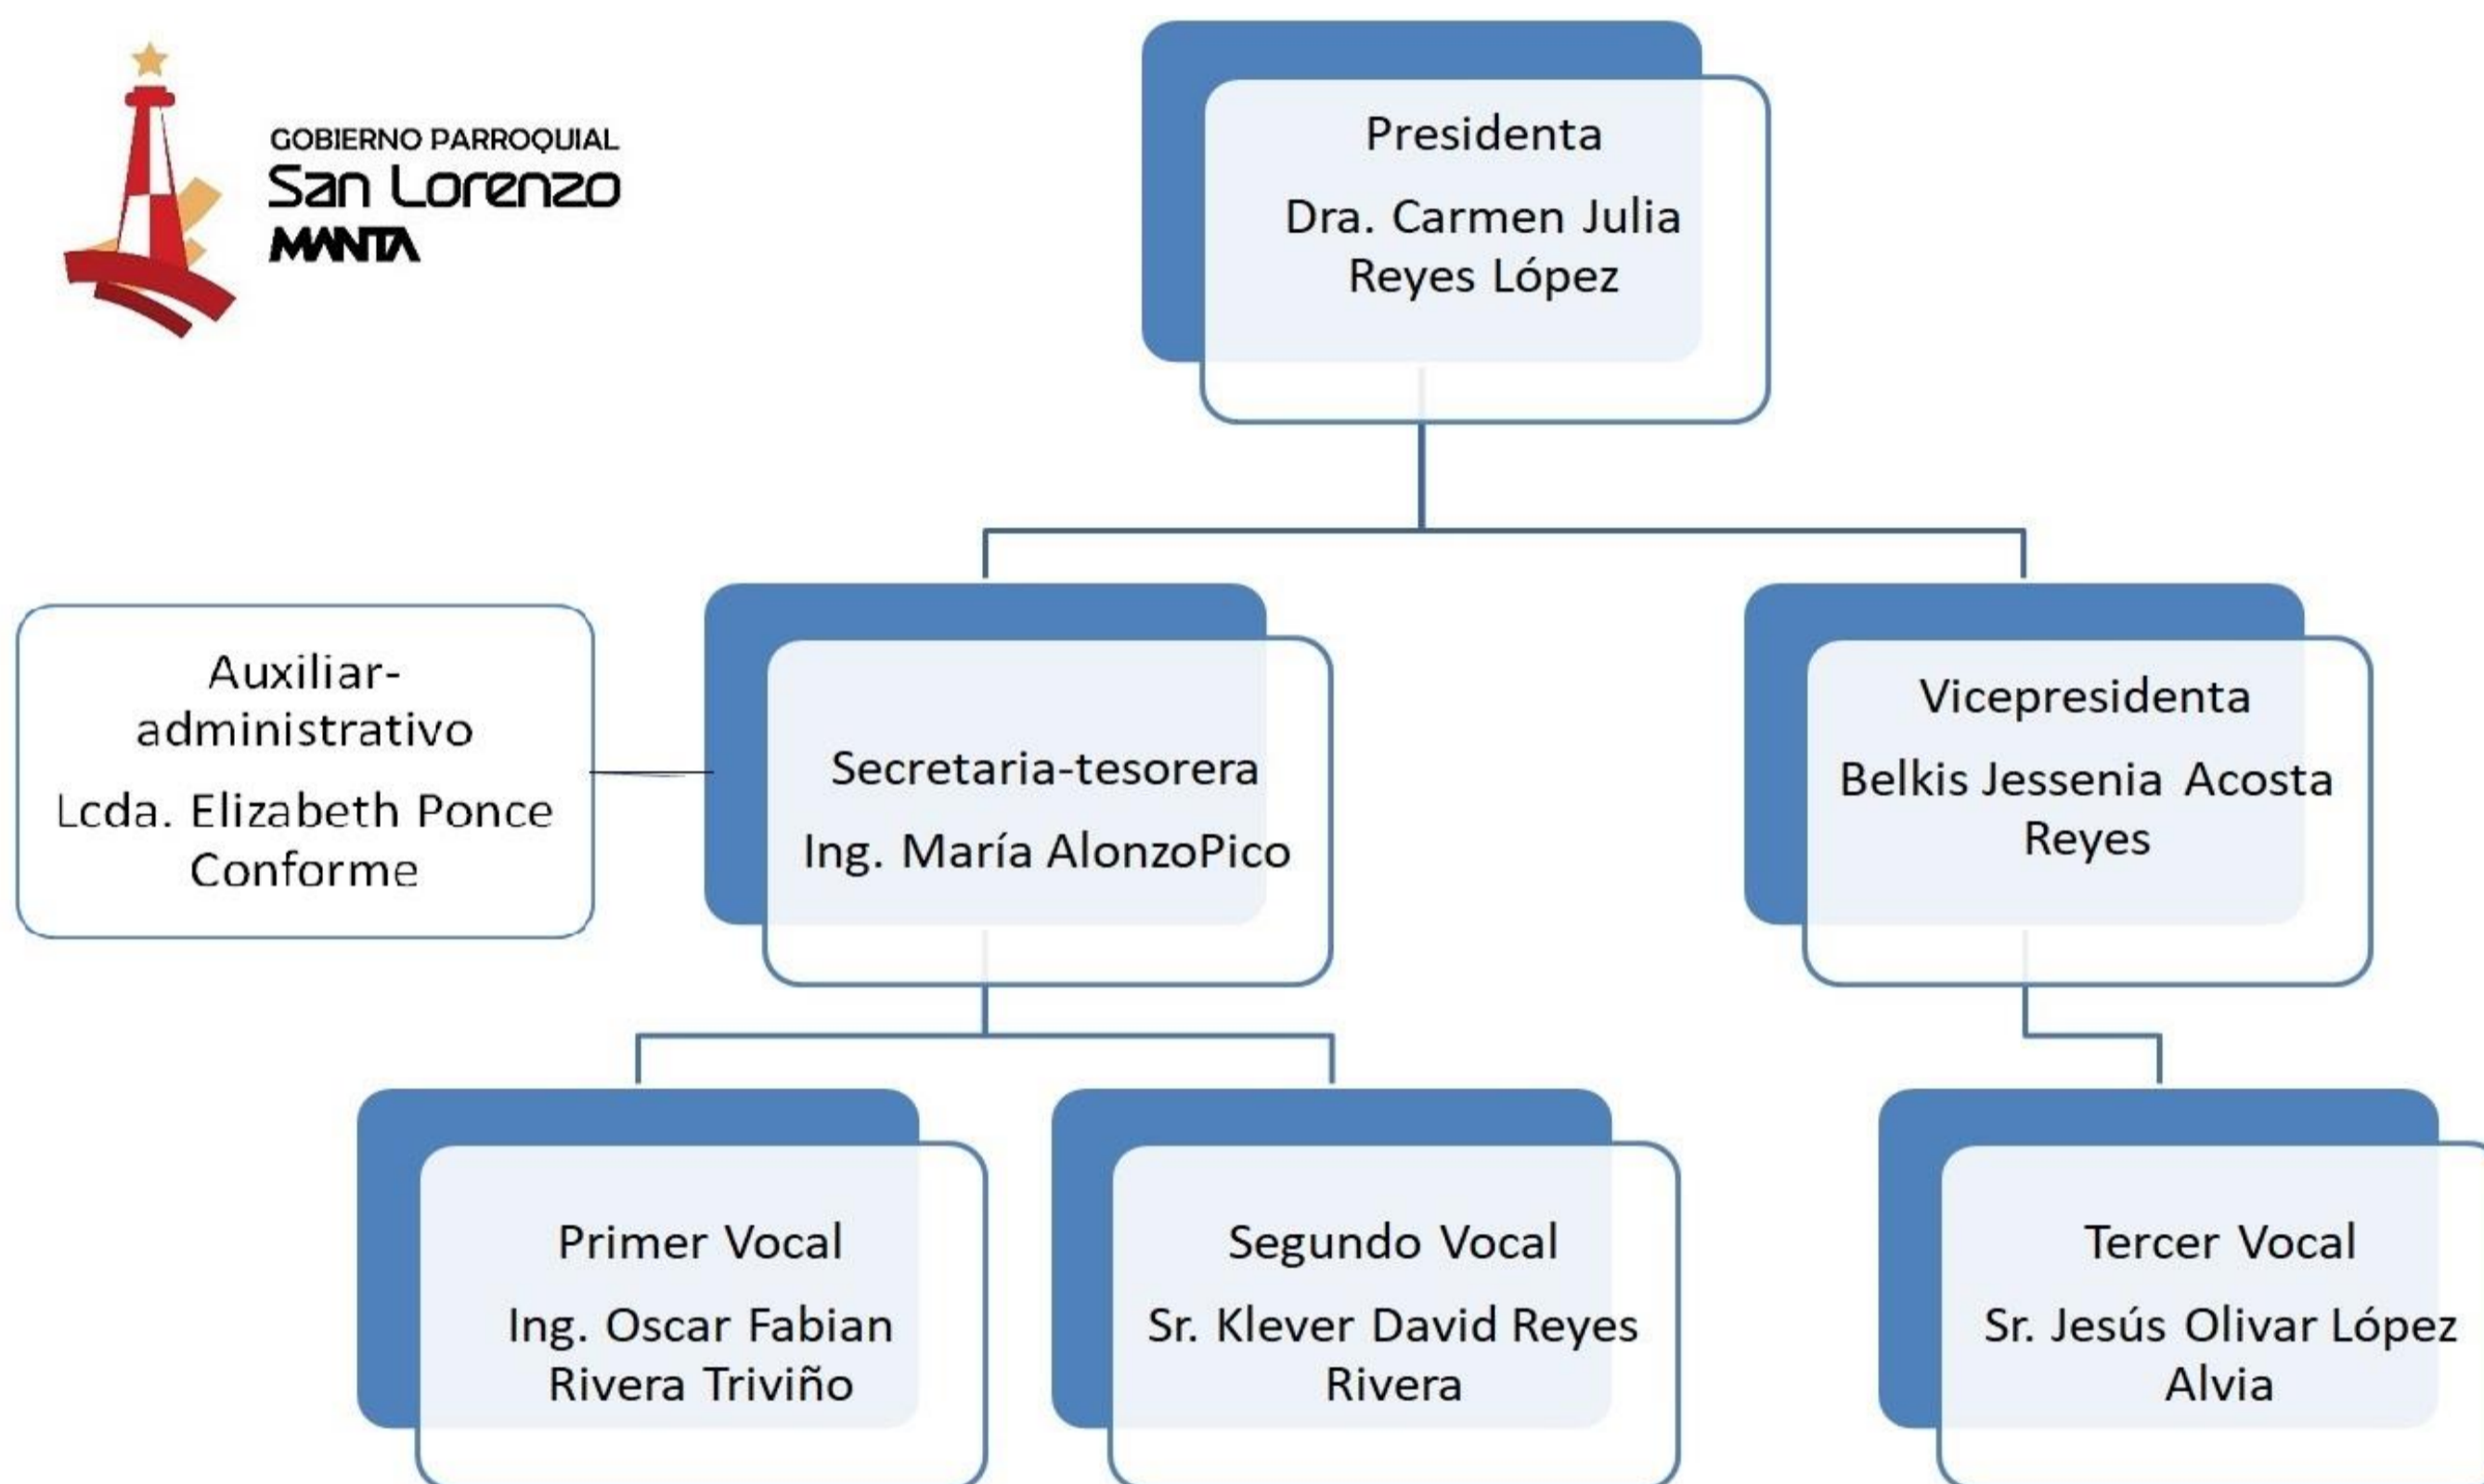 GOBIERNO PARROQUIAL
San Lorenzo
MANTA
Presidenta
Dra. Carmen Julia
Reyes López
Auxiliar-
administrativo
Lcda. Elizabeth Ponce
Conforme
Secretaria-tesorera
Ing. María AlonzoPico
Vicepresidenta
Belkis Jessenia Acosta
Reyes
Primer Vocal
Ing. Oscar Fabian
Rivera Triviño
Segundo Vocal
Sr. Klever David Reyes
Rivera
Tercer Vocal
Sr. Jesús Olivar López
Alvia